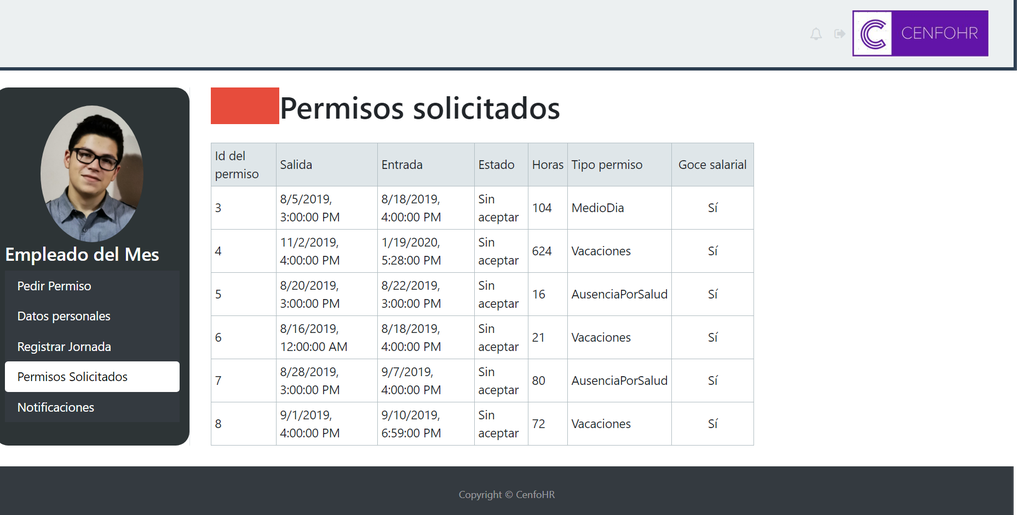 CENFOHR
Permisos solicitados
Empleado del Mes
Pedir Permiso
Datos personales
Registrar Jornada
Permisos Solicitados
Notificaciones
Id del
permiso
Salida
Entrada
Estado
Horas
Tipo permiso
Goce salarial
3
8/5/2019,
3:00:00 PM
8/18/2019,
4:00:00 PM
Sin
aceptar
104
MedioDia
Sí
4
11/2/2019,
4:00:00 PM
1/19/2020,
5:28:00 PM
Sin
aceptar
624
Vacaciones
Sí
5
8/20/2019,
3:00:00 PM
8/22/2019,
3:00:00 PM
Sin
aceptar
16
AusenciaPorSalud
Sí
6
8/16/2019,
12:00:00 AM
8/18/2019,
4:00:00 PM
Sin
aceptar
21
Vacaciones
Sí
7
8/28/2019,
3:00:00 PM
9/7/2019,
4:00:00 PM
Sin
aceptar
80
AusenciaPorSalud
Sí
8
9/1/2019,
4:00:00 PM
9/10/2019,
6:59:00 PM
Sin
aceptar
72
Vacaciones
Sí
Copyright © CenfoHR